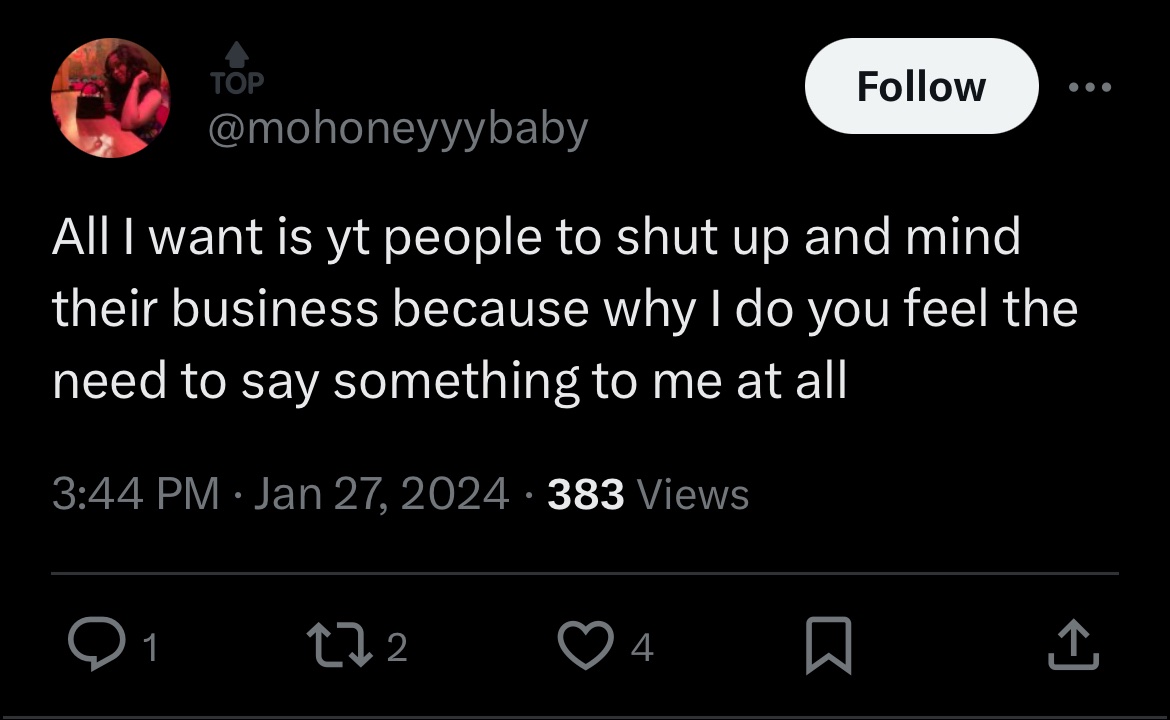 TOP
@mohoneyyybaby
Follow
All I want is yt people to shut up and mind
their business because why I do you feel the
need to say something to me at all
3:44 PM · Jan 27, 2024 · 383 Views
1 2 4